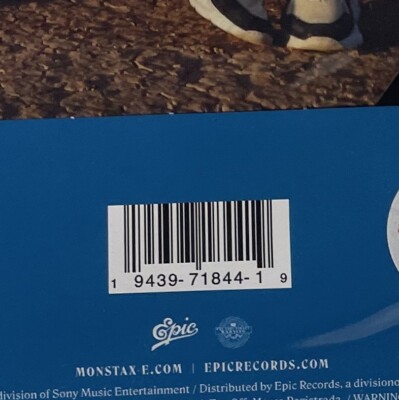 1 9439-71844-1 9
Epic
MONSTAX-E.COM | EPICRECORDS.COM
division of Sony Music Entertainment / Distributed by Epic Records, a division o
/ WARNIN